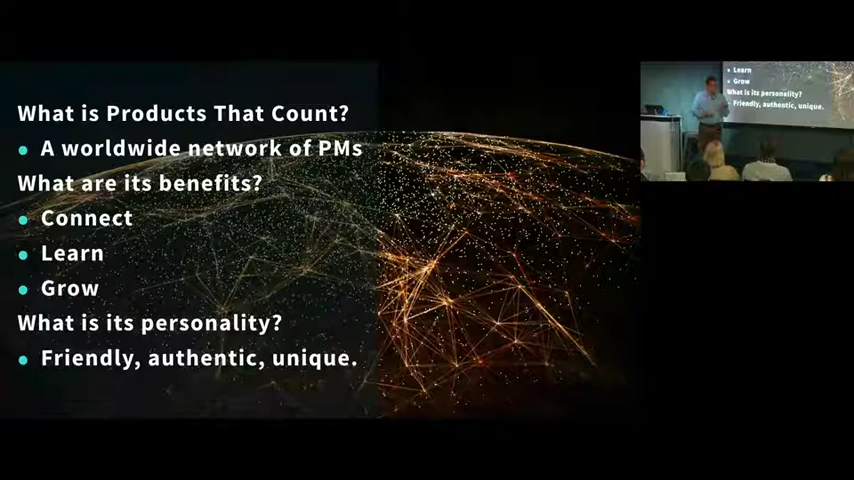 What is Products That Count?
A worldwide network of PMs
What are its benefits?
Connect
Learn
Grow
What is its personality?
Friendly, authentic, unique.
Learn
Grow
What is its personality?
Friendly, authentic, unique.